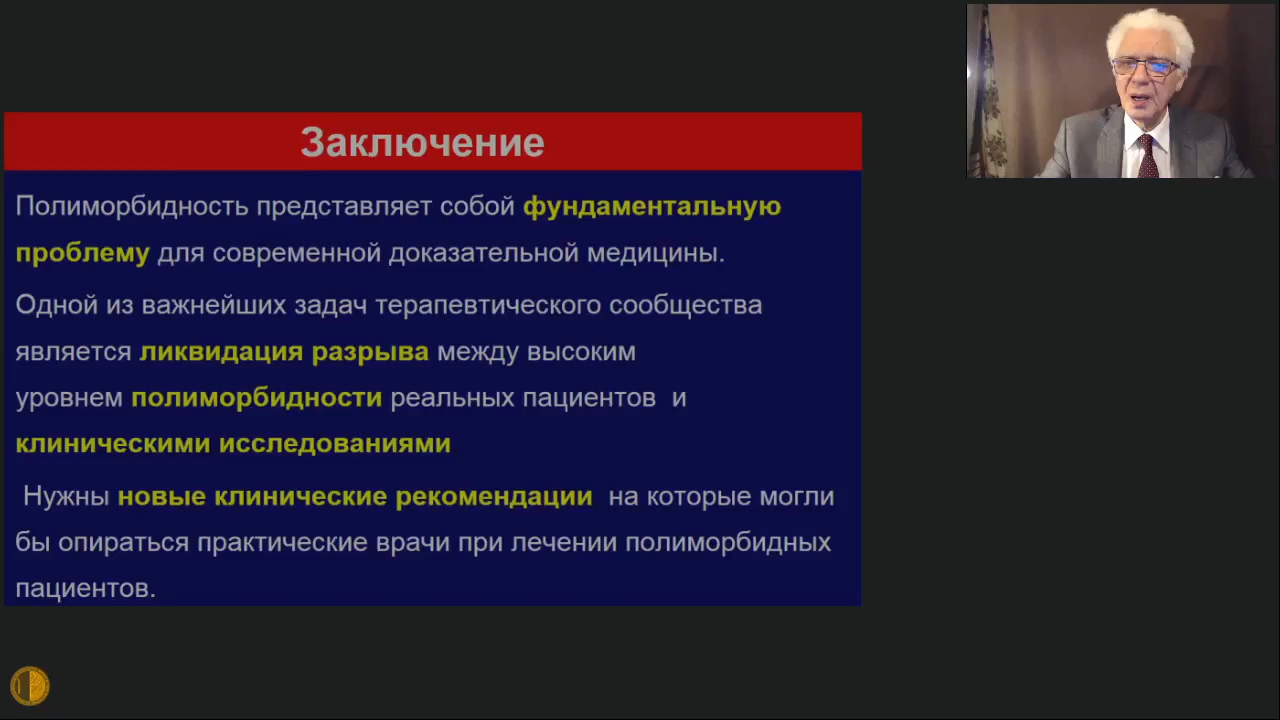 Заключение
Полиморбидность представляет собой фундаментальную
проблему для современной доказательной медицины.
Одной из важнейших задач терапевтического сообщества
является ликвидация разрыва между высоким
уровнем полиморбидности реальных пациентов и
клиническими исследованиями
Нужны новые клинические рекомендации на которые могли
бы опираться практические врачи при лечении полиморбидных
пациентов.